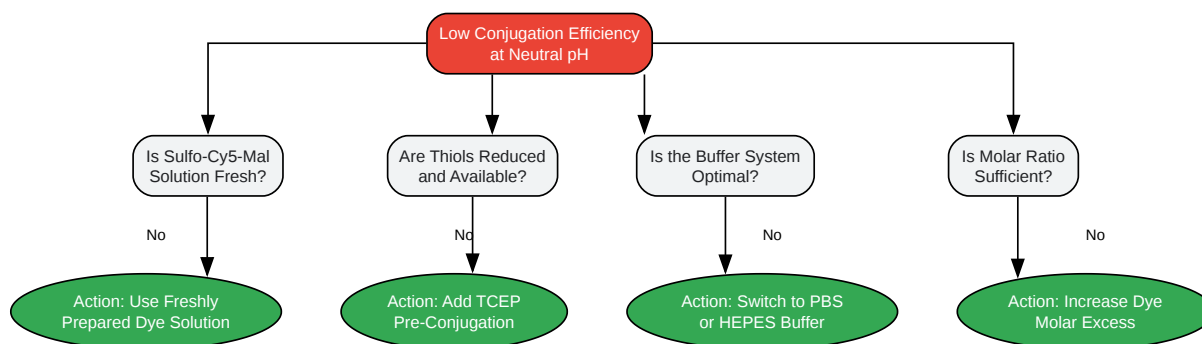 Low Conjugation Efficiency
at Neutral pH
Is Sulfo-Cy5-Mal
Solution Fresh?
Are Thiols Reduced
and Available?
Is the Buffer System
Optimal?
Is Molar Ratio
Sufficient?
No
No
No
No
Action: Use Freshly
Prepared Dye Solution
Action: Add TCEP
Pre-Conjugation
Action: Switch to PBS
or HEPES Buffer
Action: Increase Dye
Molar Excess